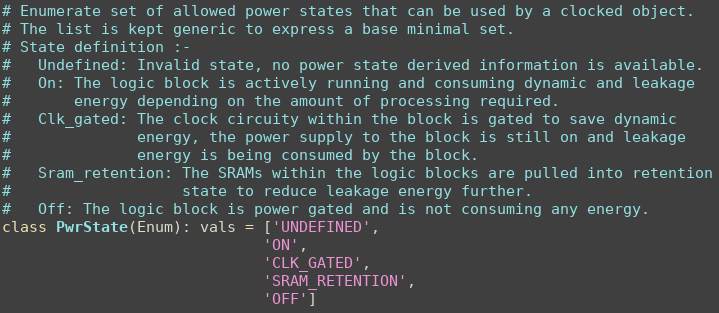 # Enumerate set of allowed power states that can be used by a clocked object.
# The list is kept generic to express a base minimal set.
# State definition :-
#   Undefined: Invalid state, no power state derived information is available.
#   On: The logic block is actively running and consuming dynamic and leakage
#       energy depending on the amount of processing required.
#   Clk_gated: The clock circuity within the block is gated to save dynamic
#              energy, the power supply to the block is still on and leakage
#              energy is being consumed by the block.
#   Sram_retention: The SRAMs within the logic blocks are pulled into retention
#                   state to reduce leakage energy further.
#   Off: The logic block is power gated and is not consuming any energy.
class PwrState(Enum): vals = ['UNDEFINED',
                             'ON',
                             'CLK_GATED',
                             'SRAM_RETENTION',
                             'OFF']